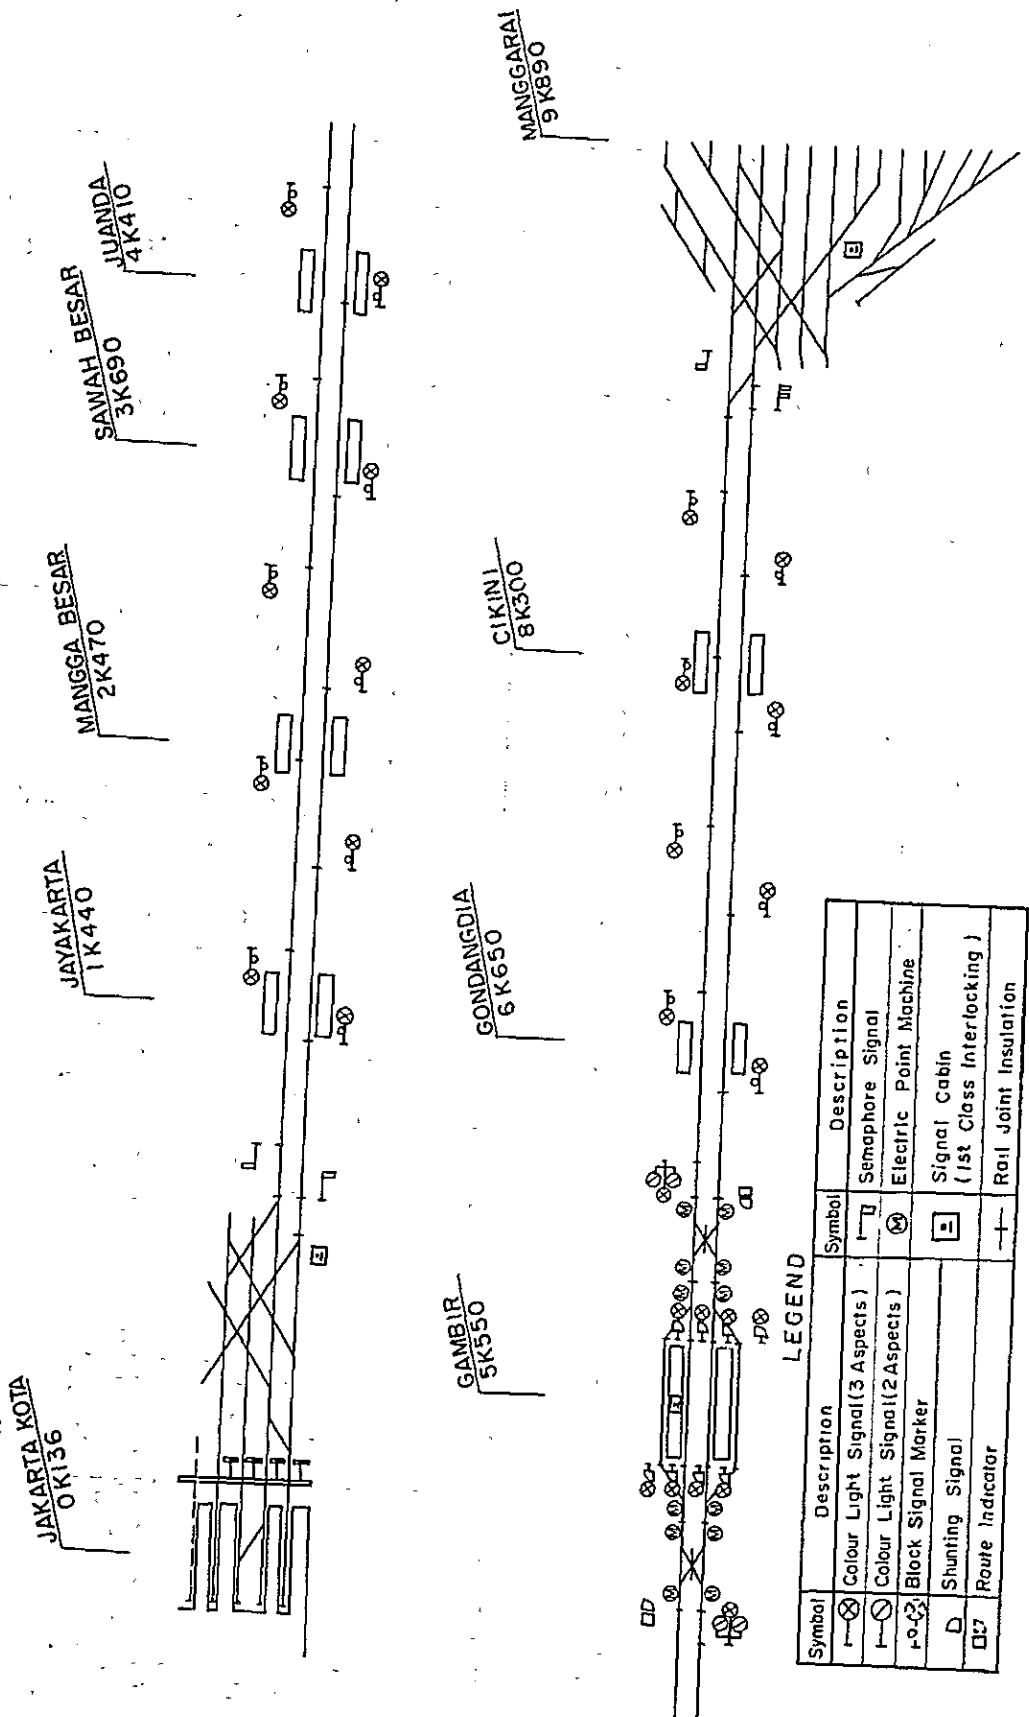 JAKARTA KOTA
0K136
JAYAKARTA
1K440
MANGGA BESAR
2K470
SAWAH BESAR
3K690
JUANDA
4K410
GAMBIR
5K550
GONDANGDIA
6K650
CIKINI
8K300
MANGGARAI
9K890
LEGEND
Symbol Description Symbol Description
Colour Light Signal (3 Aspects) Semaphore Signal
Colour Light Signal (2 Aspects) M Electric Point Machine
Block Signal Marker Signal Cabin
(1st Class Interlocking)
Shunting Signal
Route Indicator Rail Joint Insulation